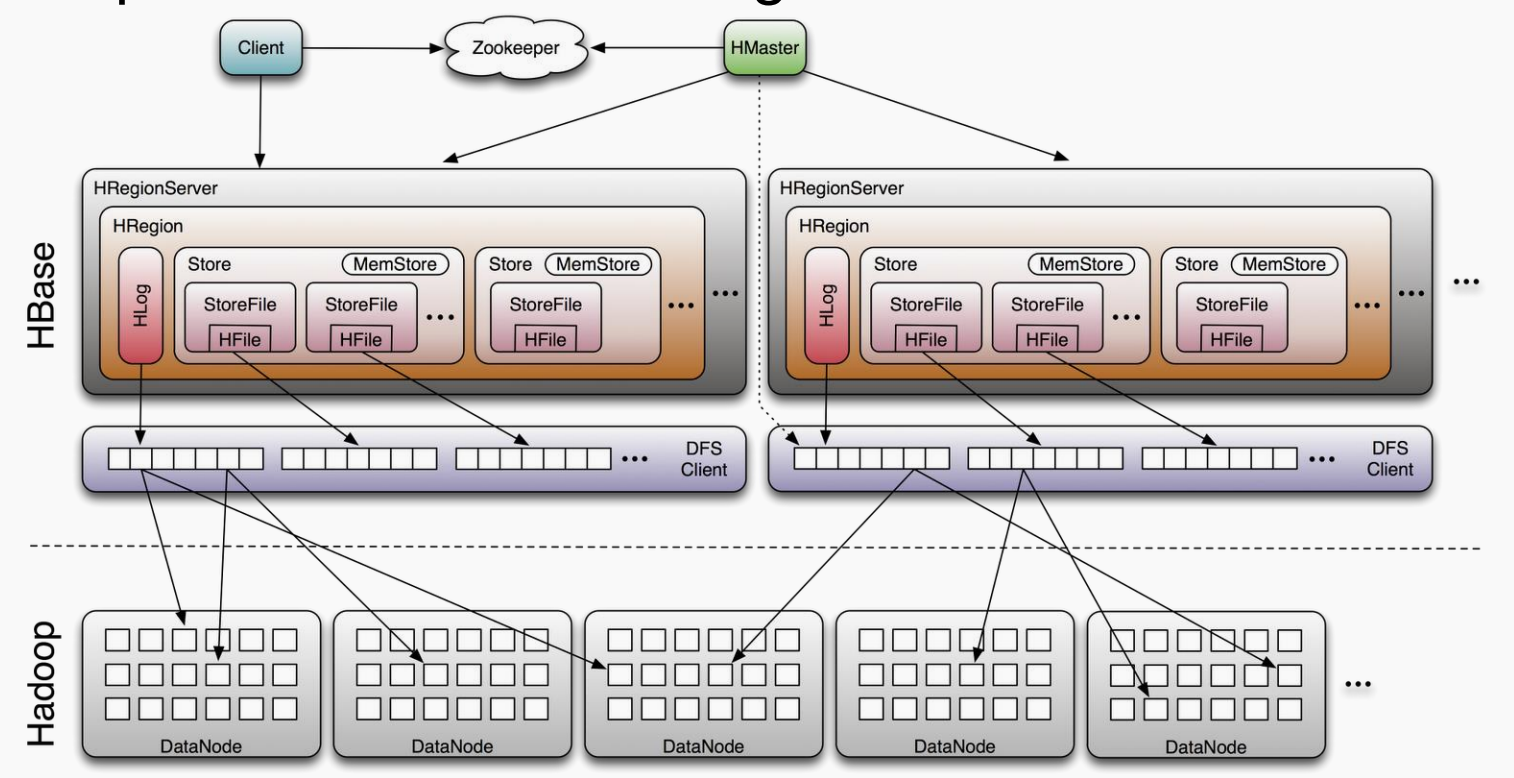 Client
Zookeeper
HMaster
HBase
HRegionServer
HRegion
HLog
Store
MemStore
StoreFile
HFile
StoreFile
HFile
...
Store
MemStore
StoreFile
HFile
...
...
HRegionServer
HRegion
HLog
Store
MemStore
StoreFile
HFile
StoreFile
HFile
...
Store
MemStore
StoreFile
HFile
...
...
...
...
DFS
Client
...
DFS
Client
Hadoop
DataNode
DataNode
DataNode
DataNode
DataNode
...